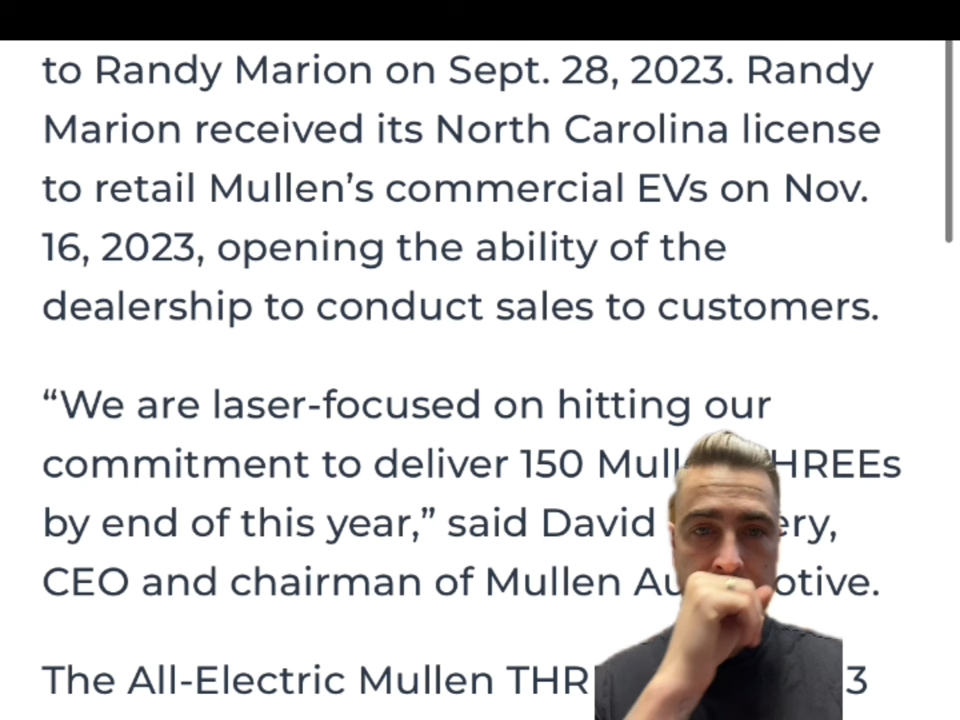 to Randy Marion on Sept. 28, 2023. Randy
Marion received its North Carolina license
to retail Mullen’s commercial EVs on Nov.
16, 2023, opening the ability of the
dealership to conduct sales to customers.
“We are laser-focused on hitting our
commitment to deliver 150 Mull HREEs
by end of this year,” said David ery,
CEO and chairman of Mullen Au otive.
The All-Electric Mullen THR 3